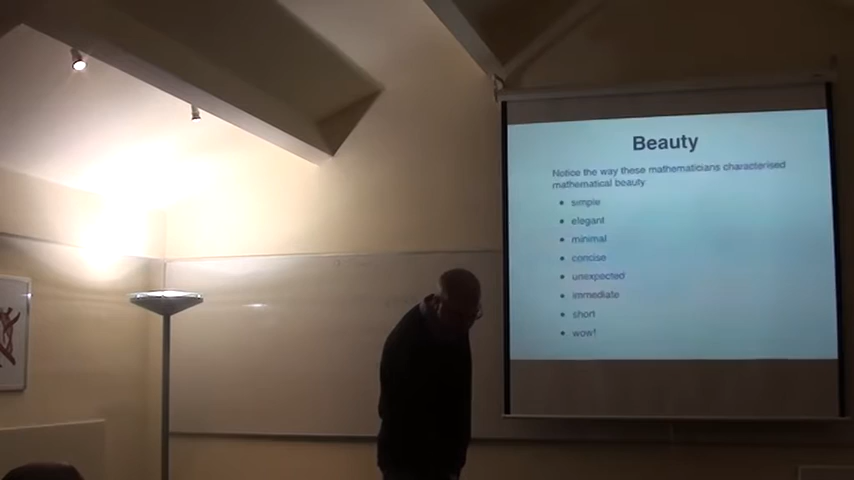 Beauty
Notice the way these mathematicians characterised
mathematical beauty
• simple
• elegant
• minimal
• concise
• unexpected
• immediate
• short
• wow!